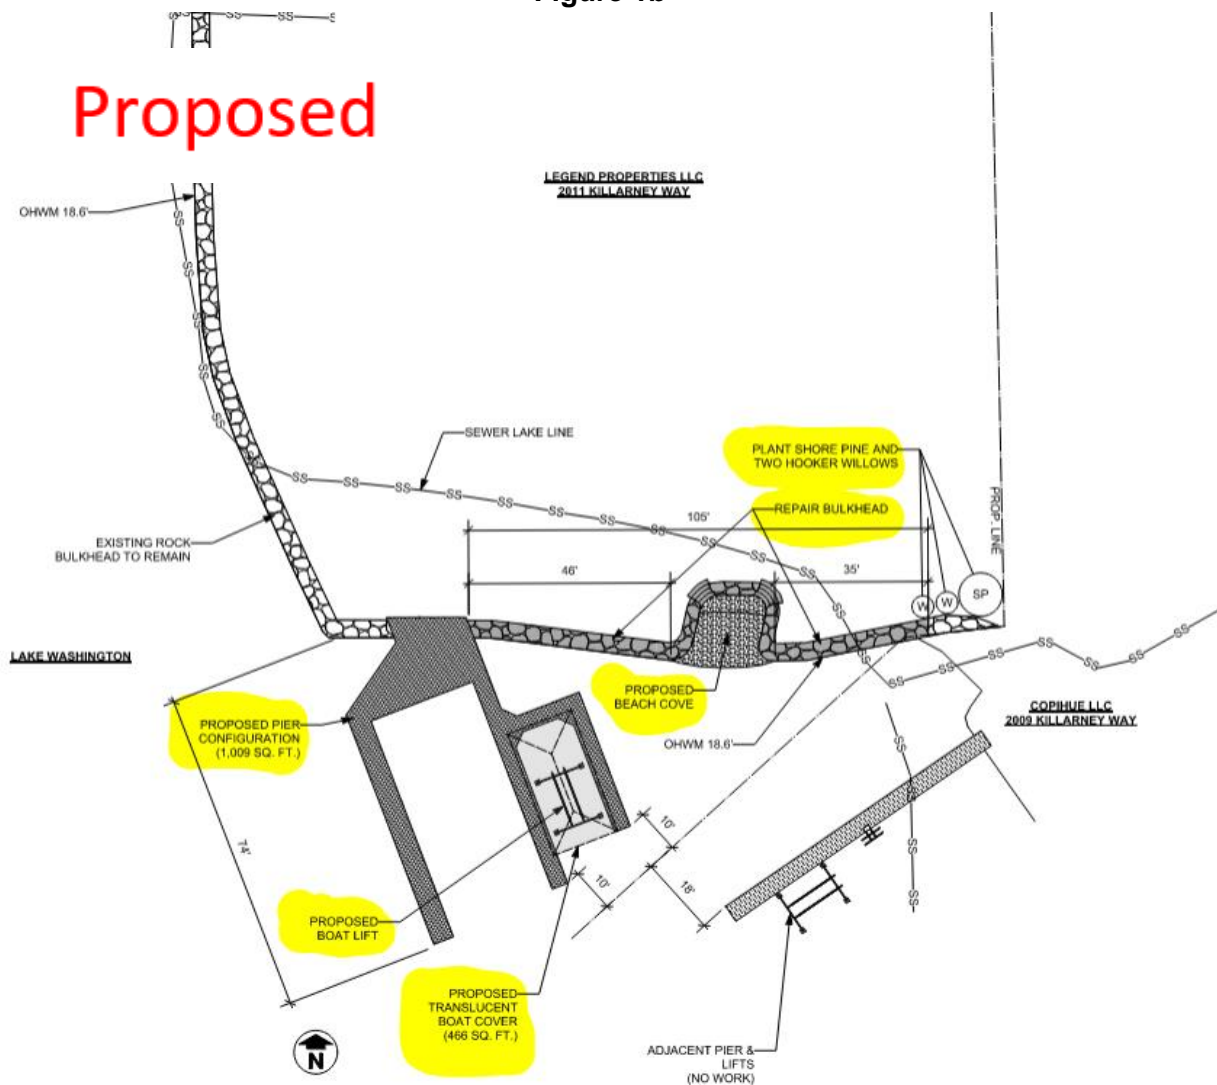 Proposed
LEGEND PROPERTIES LLC
2011 KILLARNEY WAY
OHWM 18.6'
SS
SEWER LAKE LINE
PLANT SHORE PINE AND
TWO HOOKER WILLOWS
REPAIR BULKHEAD
105'
PROP. LINE
EXISTING ROCK
BULKHEAD TO REMAIN
46'
35'
W
W
SP
LAKE WASHINGTON
PROPOSED
BEACH COVE
COPIHUE LLC
2009 KILLARNEY WAY
PROPOSED PIER
CONFIGURATION
(1,009 SQ. FT.)
OHWM 18.6'
74'
10'
10'
18'
PROPOSED
BOAT LIFT
PROPOSED
TRANSLUCENT
BOAT COVER
(466 SQ. FT.)
N
ADJACENT PIER &
LIFTS
(NO WORK)